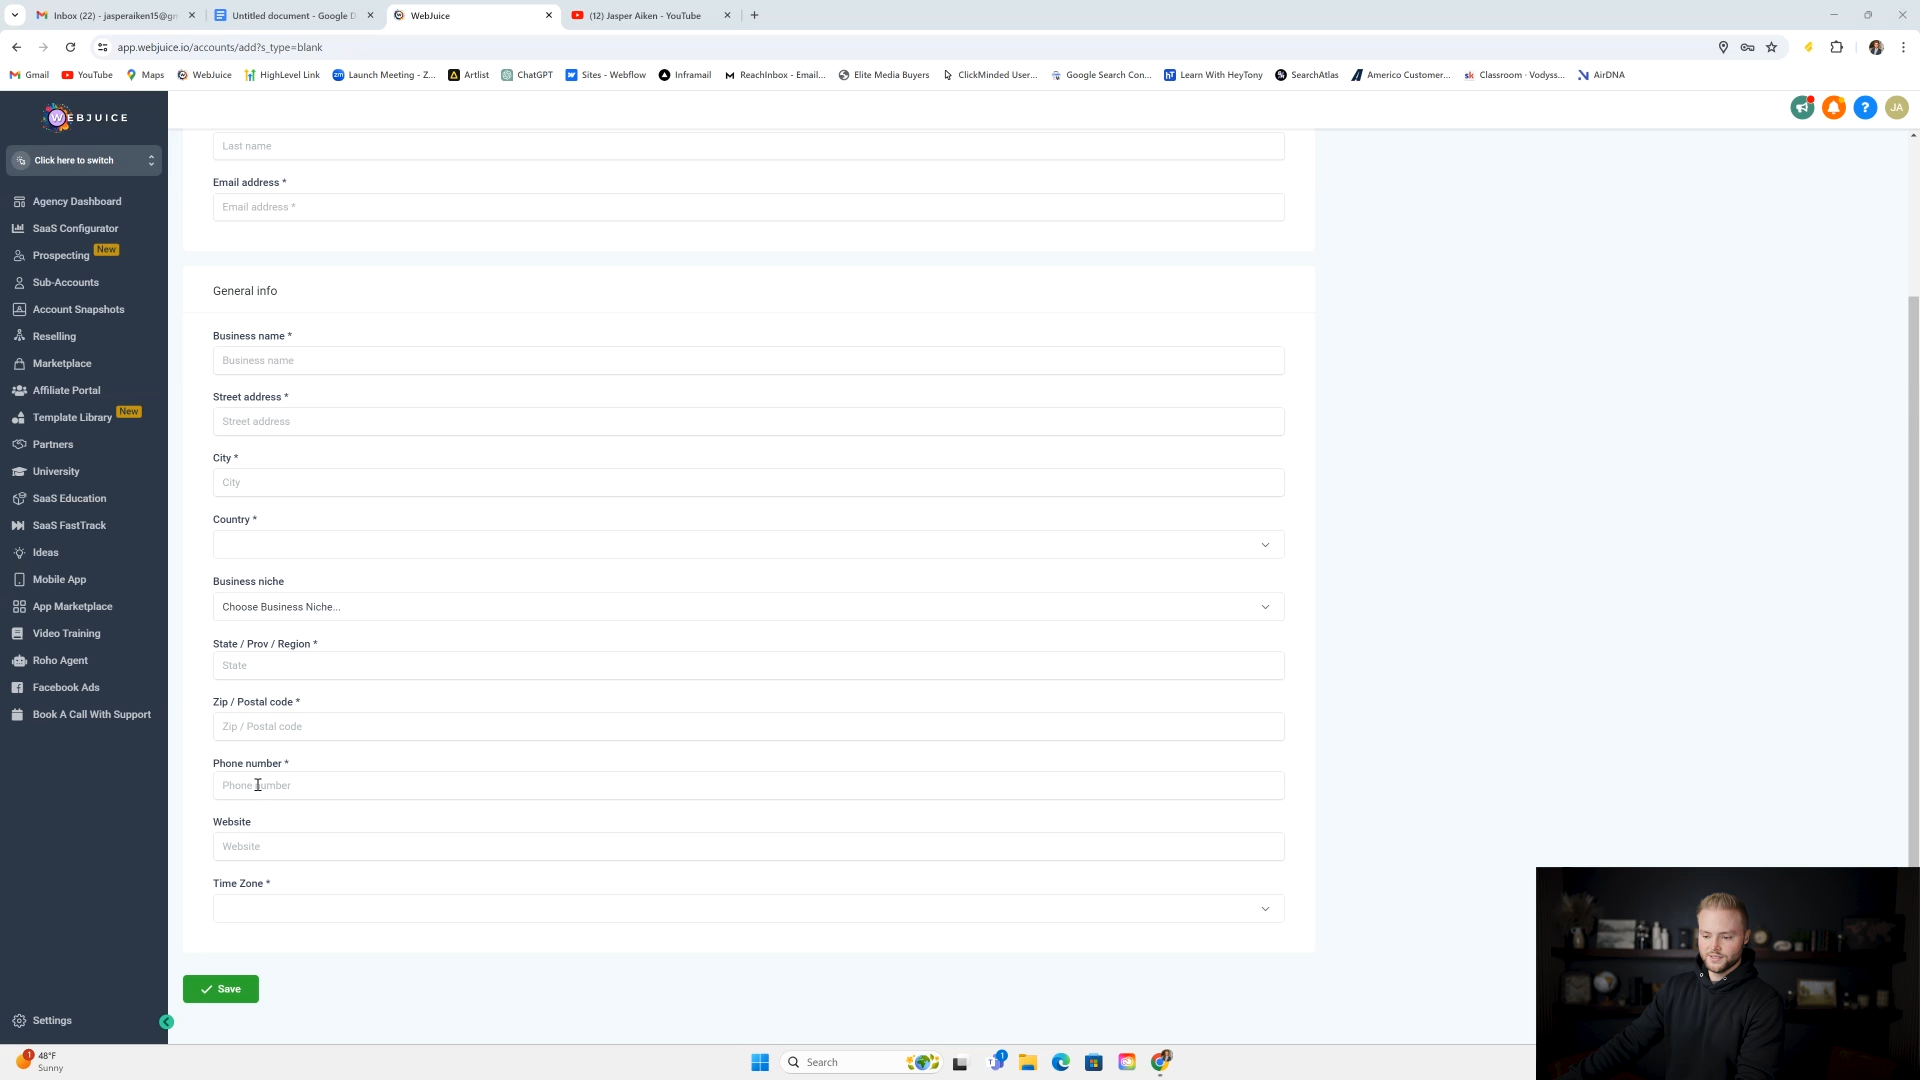 Inbox (22) - jasperaiken15@gm
Untitled document - Google D
WebJuice
(12) Jasper Aiken - YouTube
app.webjuice.io/accounts/add?s_type=blank
Gmail
YouTube
Maps
WebJuice
HighLevel Link
Launch Meeting - Z...
Artlist
ChatGPT
Sites - Webflow
Inframail
ReachInbox - Email...
Elite Media Buyers
ClickMinded User...
Google Search Con...
Learn With HeyTony
SearchAtlas
Americo Customer...
Classroom · Vodyss...
AirDNA
WEBJUICE
JA
Click here to switch
Agency Dashboard
SaaS Configurator
Prospecting New
Sub-Accounts
Account Snapshots
Reselling
Marketplace
Affiliate Portal
Template Library New
Partners
University
SaaS Education
SaaS FastTrack
Ideas
Mobile App
App Marketplace
Video Training
Roho Agent
Facebook Ads
Book A Call With Support
Settings
Last name
Email address *
Email address *
General info
Business name *
Business name
Street address *
Street address
City *
City
Country *
Business niche
Choose Business Niche...
State / Prov / Region *
State
Zip / Postal code *
Zip / Postal code
Phone number *
Phone number
Website
Website
Time Zone *
Save
1
48°F
Sunny
Search
1